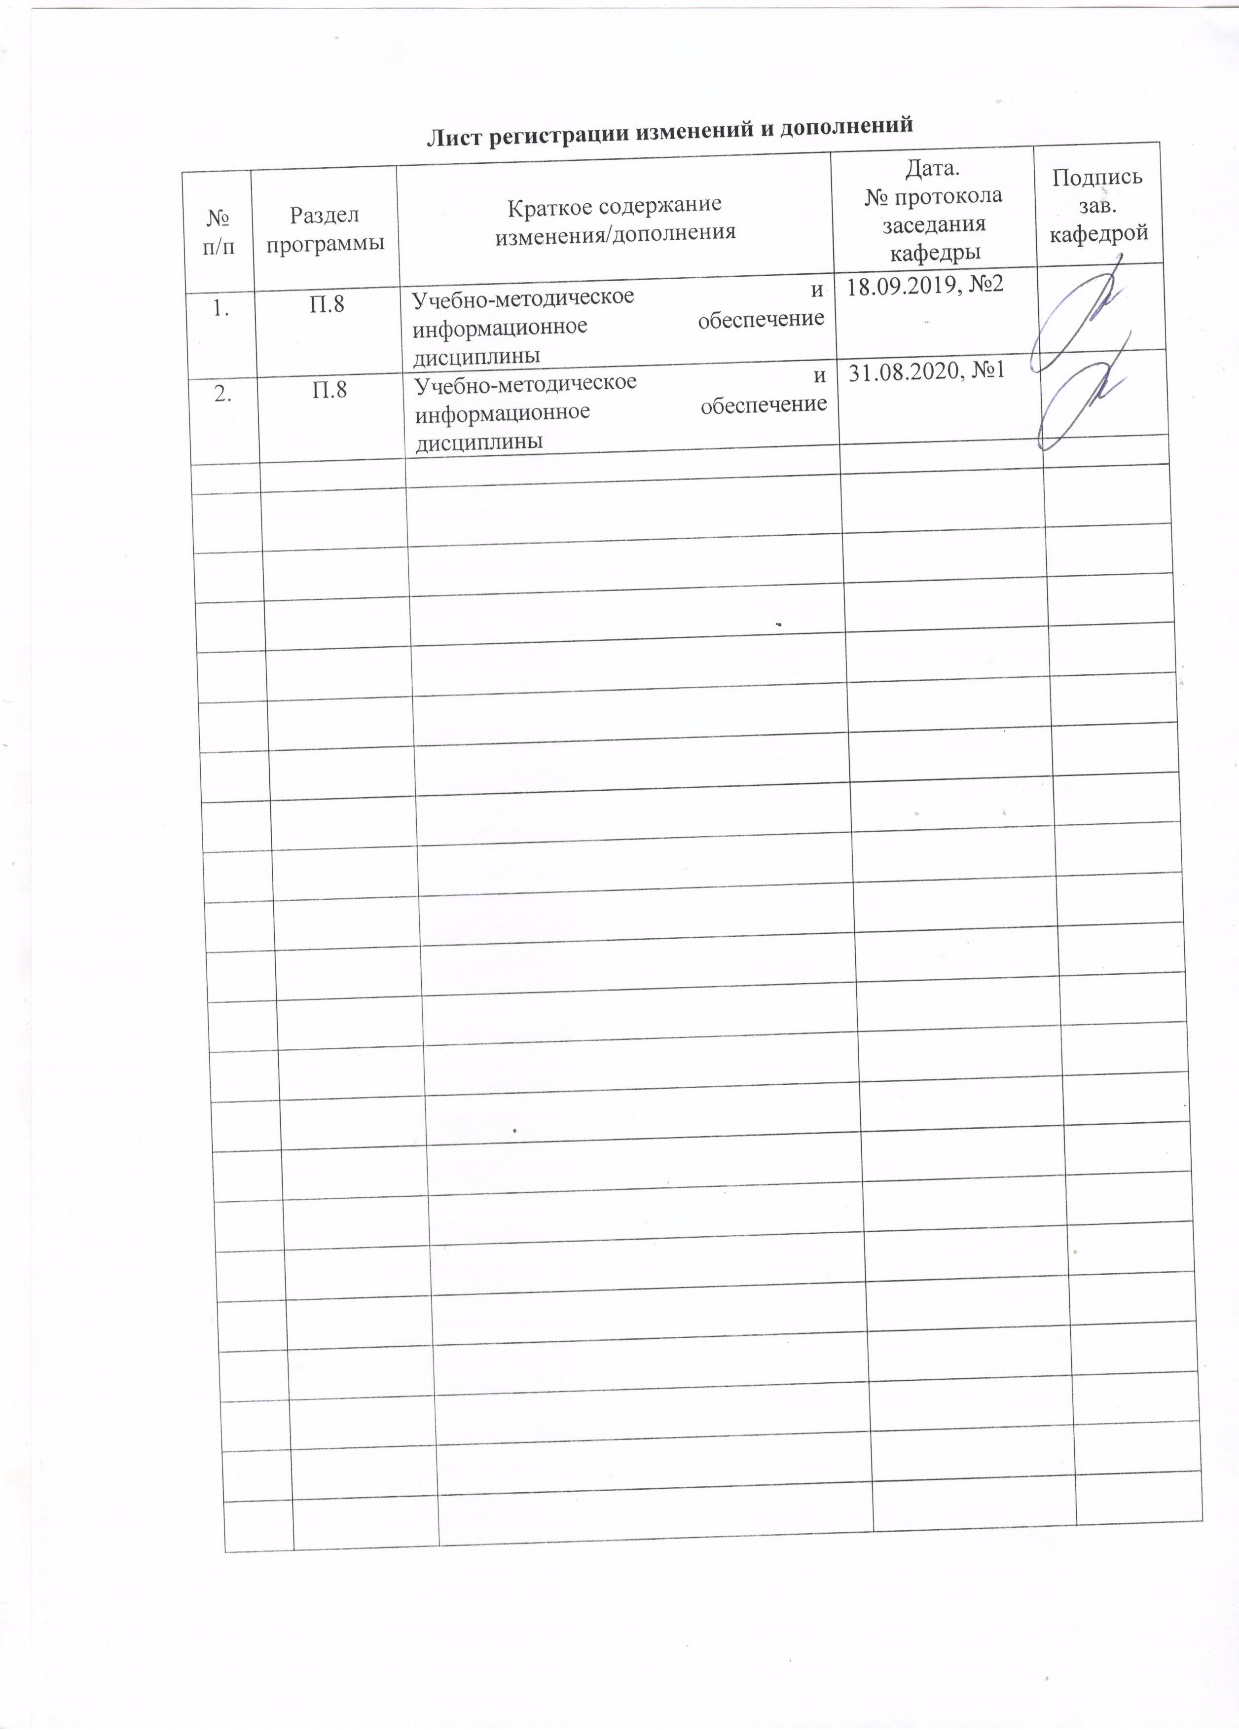 Лист регистрации изменений и дополнений
№
п/п
Раздел
программы
Краткое содержание
изменения/дополнения
Дата.
№ протокола
заседания
кафедры
Подпись
зав.
кафедрой
1.
П.8
Учебно-методическое и
информационное обеспечение
дисциплины
18.09.2019, №2
2.
П.8
Учебно-методическое и
информационное обеспечение
дисциплины
31.08.2020, №1